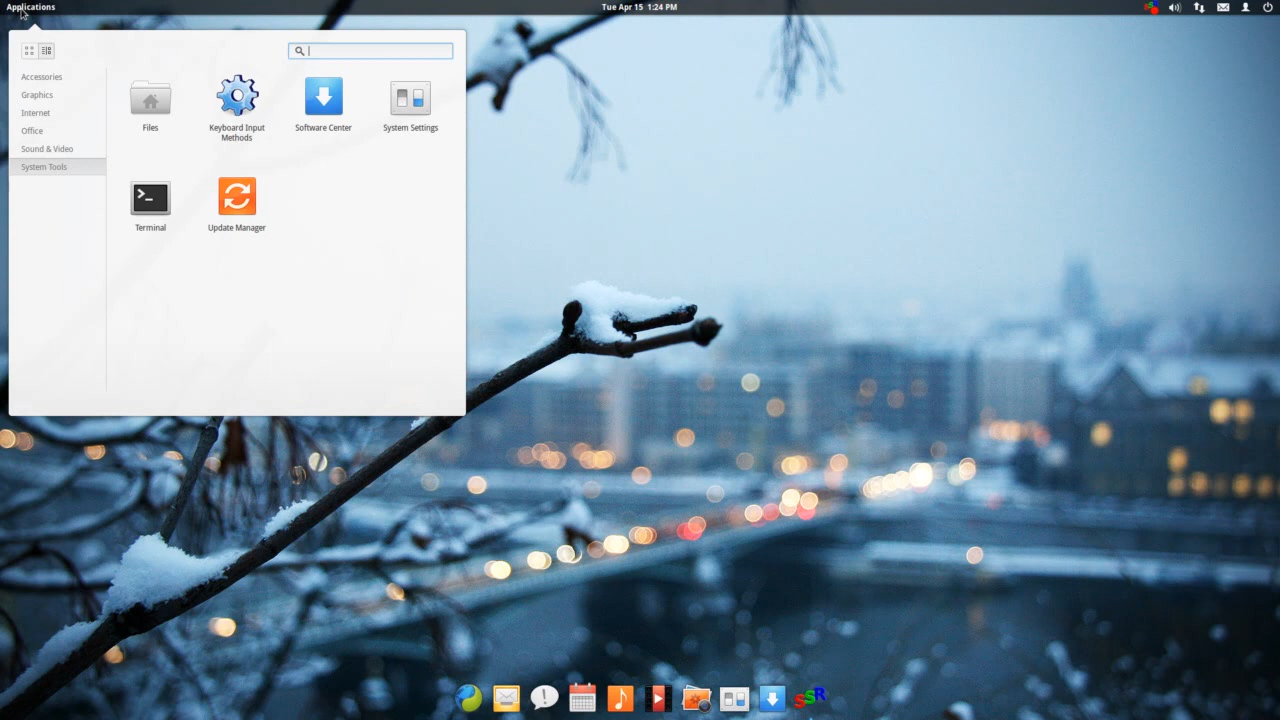 Applications
Tue Apr 15 1:24 PM
Accessories
Graphics
Internet
Office
Sound & Video
System Tools
Files
Keyboard Input
Methods
Software Center
System Settings
Terminal
Update Manager
SSR